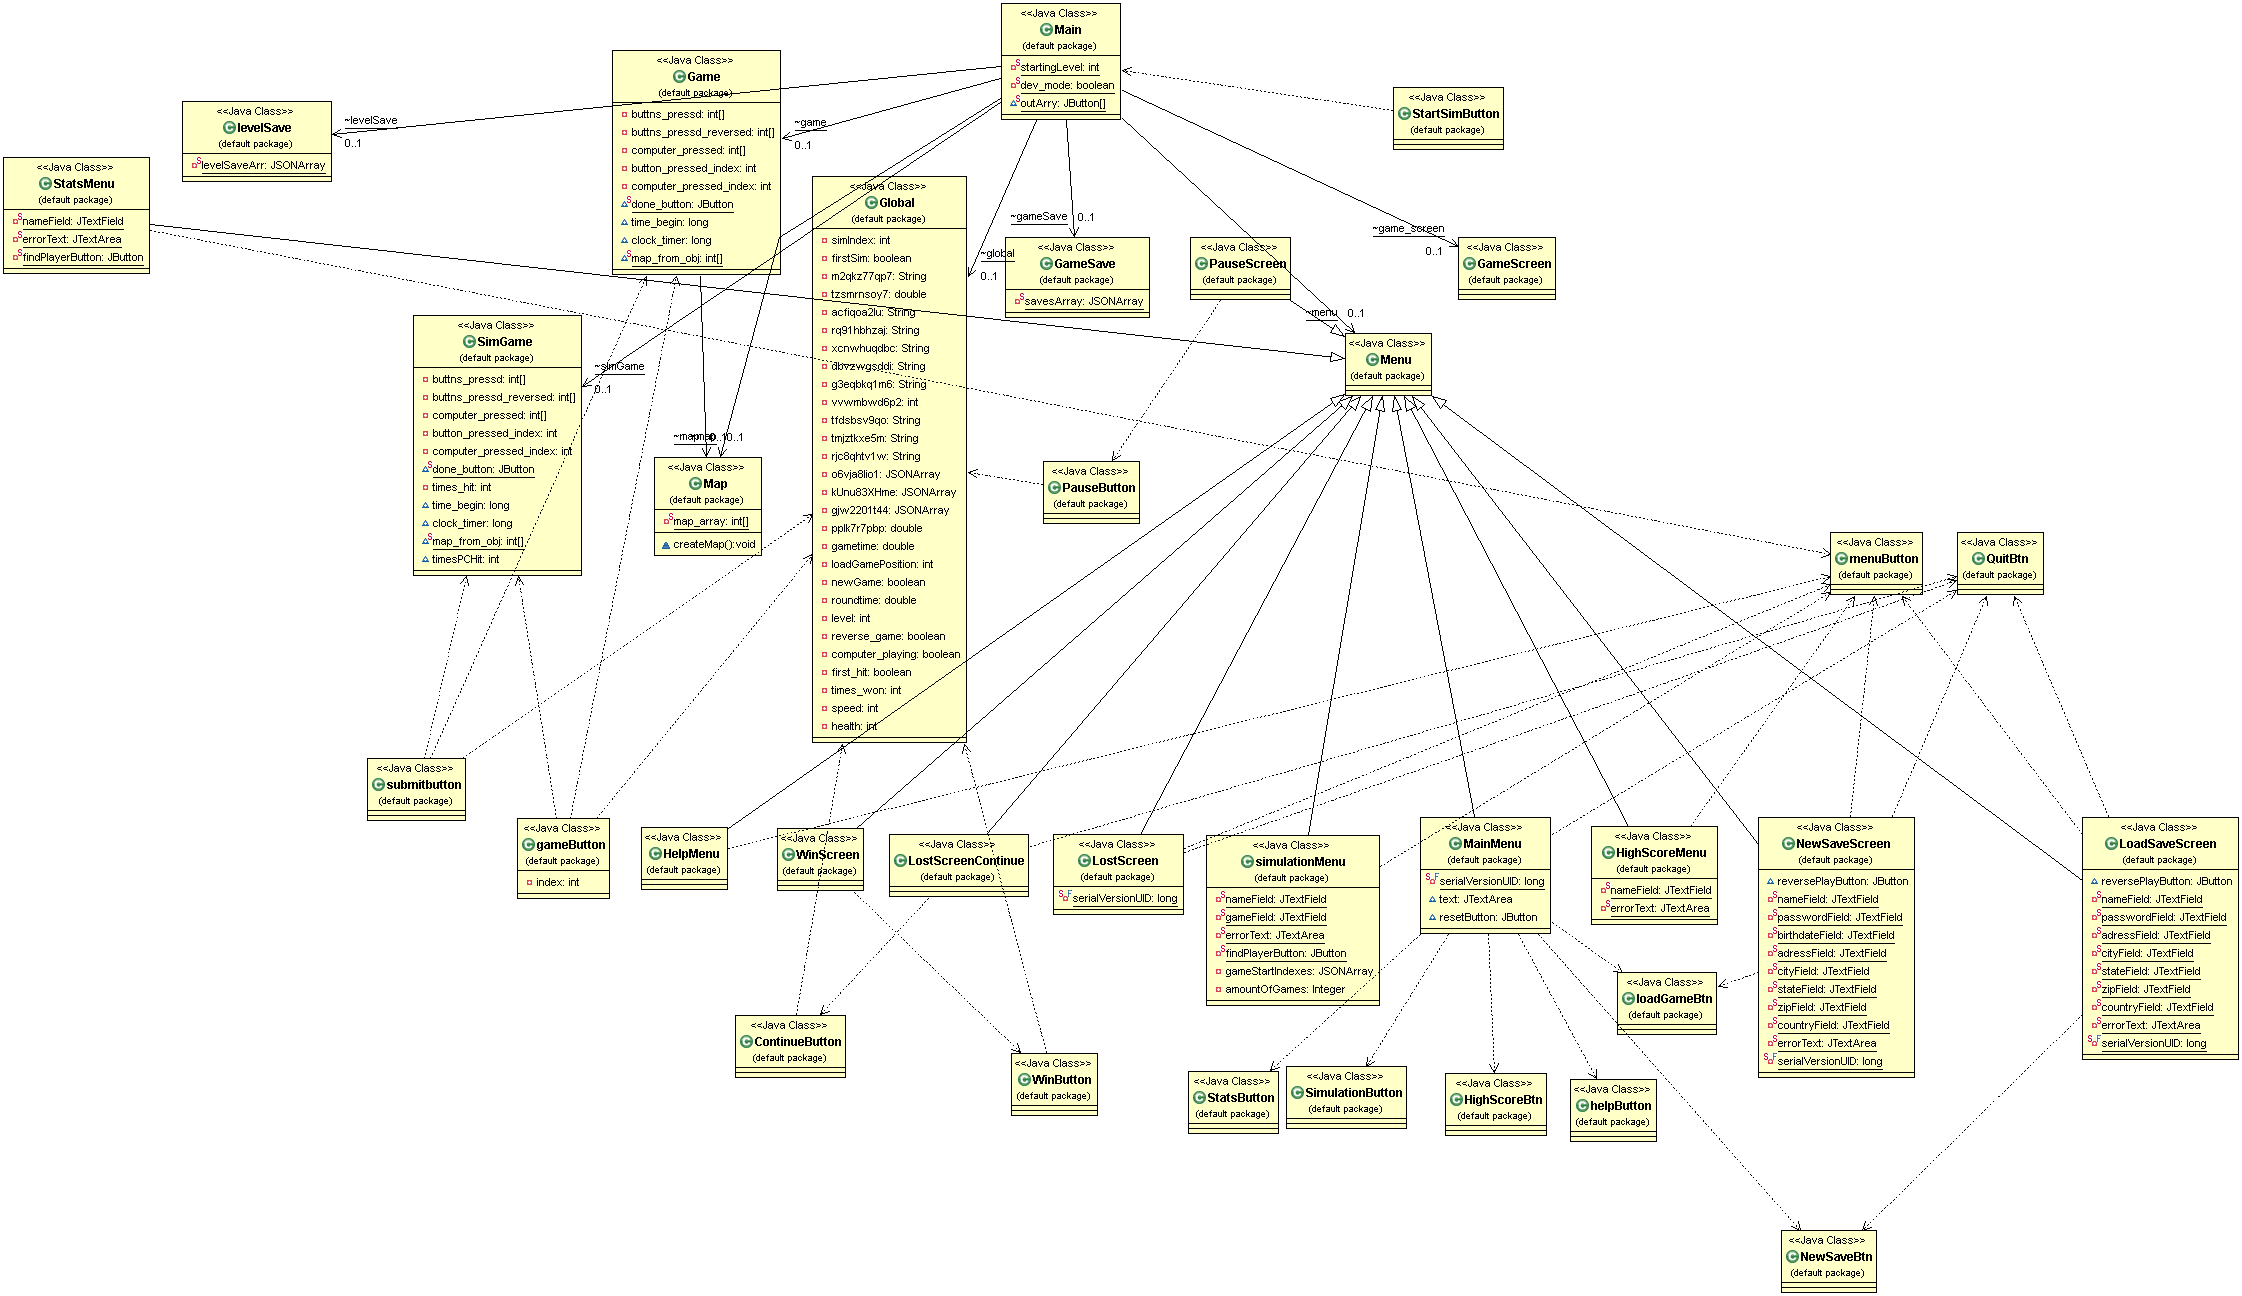 <<Java Class>>
Main
(default package)
startingLevel: int
dev_mode: boolean
outArry: JButton[]
<<Java Class>>
Game
(default package)
buttns_pressd: int[]
buttns_pressd_reversed: int[]
computer_pressed: int[]
button_pressed_index: int
computer_pressed_index: int
done_button: JButton
time_begin: long
clock_timer: long
map_from_obj: int[]
<<Java Class>>
StartSimButton
(default package)
<<Java Class>>
levelSave
(default package)
levelSaveArr: JSONArray
~levelSave
0..1
~game
0..1
<<Java Class>>
StatsMenu
(default package)
nameField: JTextField
errorText: JTextArea
findPlayerButton: JButton
<<Java Class>>
Global
(default package)
simIndex: int
firstSim: boolean
m2qkz77qp7: String
tzsmrnsoy7: double
acfiqoa2lu: String
rq91hbhzaj: String
xcnwhuqdbc: String
dbvzwgsddi: String
g3eqbkq1m6: String
vvwmbwd6p2: int
tfdsbsv9qo: String
tmjztkxe5m: String
rjc8qhtv1w: String
o6vja8lio1: JSONArray
kUnu83XHme: JSONArray
gjw2201t44: JSONArray
pplk7r7pbp: double
gametime: double
loadGamePosition: int
newGame: boolean
roundtime: double
level: int
reverse_game: boolean
computer_playing: boolean
first_hit: boolean
times_won: int
speed: int
health: int
~global
0..1
~gameSave
0..1
<<Java Class>>
GameSave
(default package)
savesArray: JSONArray
<<Java Class>>
PauseScreen
(default package)
~game_screen
0..1
<<Java Class>>
GameScreen
(default package)
~menu
0..1
<<Java Class>>
Menu
(default package)
<<Java Class>>
SimGame
(default package)
buttns_pressd: int[]
buttns_pressd_reversed: int[]
computer_pressed: int[]
button_pressed_index: int
computer_pressed_index: int
done_button: JButton
times_hit: int
time_begin: long
clock_timer: long
map_from_obj: int[]
timesPCHit: int
~simGame
0..1
~map
0..1
<<Java Class>>
Map
(default package)
map_array: int[]
createMap():void
<<Java Class>>
PauseButton
(default package)
<<Java Class>>
menuButton
(default package)
<<Java Class>>
QuitBtn
(default package)
<<Java Class>>
submitbutton
(default package)
<<Java Class>>
gameButton
(default package)
index: int
<<Java Class>>
HelpMenu
(default package)
<<Java Class>>
WinScreen
(default package)
<<Java Class>>
LostScreenContinue
(default package)
<<Java Class>>
LostScreen
(default package)
serialVersionUID: long
<<Java Class>>
simulationMenu
(default package)
nameField: JTextField
gameField: JTextField
errorText: JTextArea
findPlayerButton: JButton
gameStartIndexes: JSONArray
amountOfGames: Integer
<<Java Class>>
MainMenu
(default package)
serialVersionUID: long
text: JTextArea
resetButton: JButton
<<Java Class>>
HighScoreMenu
(default package)
nameField: JTextField
errorText: JTextArea
<<Java Class>>
NewSaveScreen
(default package)
reversePlayButton: JButton
nameField: JTextField
passwordField: JTextField
birthdateField: JTextField
adressField: JTextField
cityField: JTextField
stateField: JTextField
zipField: JTextField
countryField: JTextField
errorText: JTextArea
serialVersionUID: long
<<Java Class>>
LoadSaveScreen
(default package)
reversePlayButton: JButton
nameField: JTextField
passwordField: JTextField
adressField: JTextField
cityField: JTextField
stateField: JTextField
zipField: JTextField
countryField: JTextField
errorText: JTextArea
serialVersionUID: long
<<Java Class>>
loadGameBtn
(default package)
<<Java Class>>
ContinueButton
(default package)
<<Java Class>>
WinButton
(default package)
<<Java Class>>
StatsButton
(default package)
<<Java Class>>
SimulationButton
(default package)
<<Java Class>>
HighScoreBtn
(default package)
<<Java Class>>
helpButton
(default package)
<<Java Class>>
NewSaveBtn
(default package)